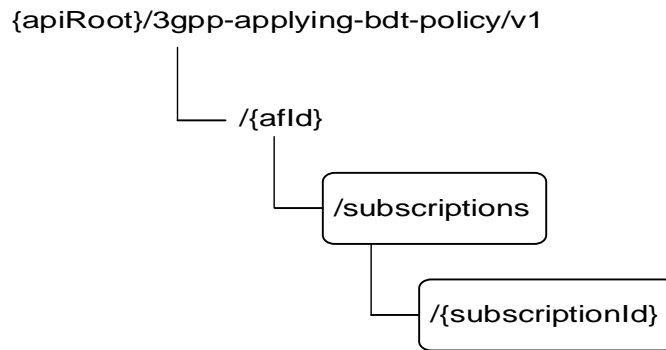 {apiRoot}/3gpp-applying-bdt-policy/v1
/{afId}
/subscriptions
/{subscriptionId}